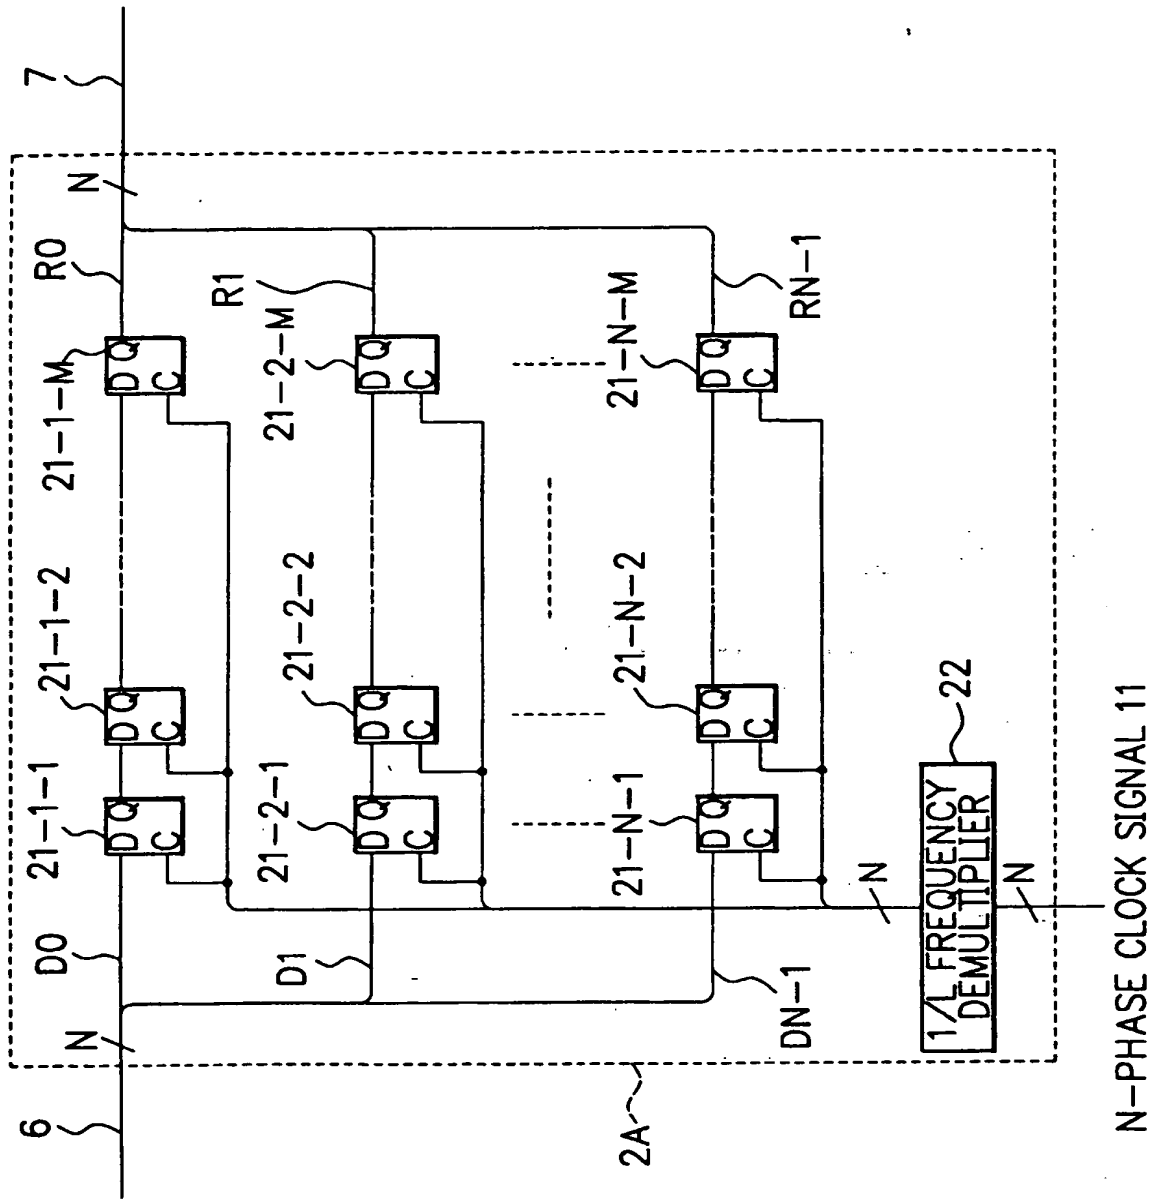 7
N
R0
21-1-M
D Q
C
21-1-2
D Q
C
21-1-1
D Q
C
D0
N
6
R1
21-2-M
D Q
C
21-2-2
D Q
C
21-2-1
D Q
C
D1
RN-1
21-N-M
D Q
C
21-N-2
D Q
C
21-N-1
D Q
C
DN-1
2A
N
22
1/L FREQUENCY
DEMULTIPLIER
N
N-PHASE CLOCK SIGNAL 11